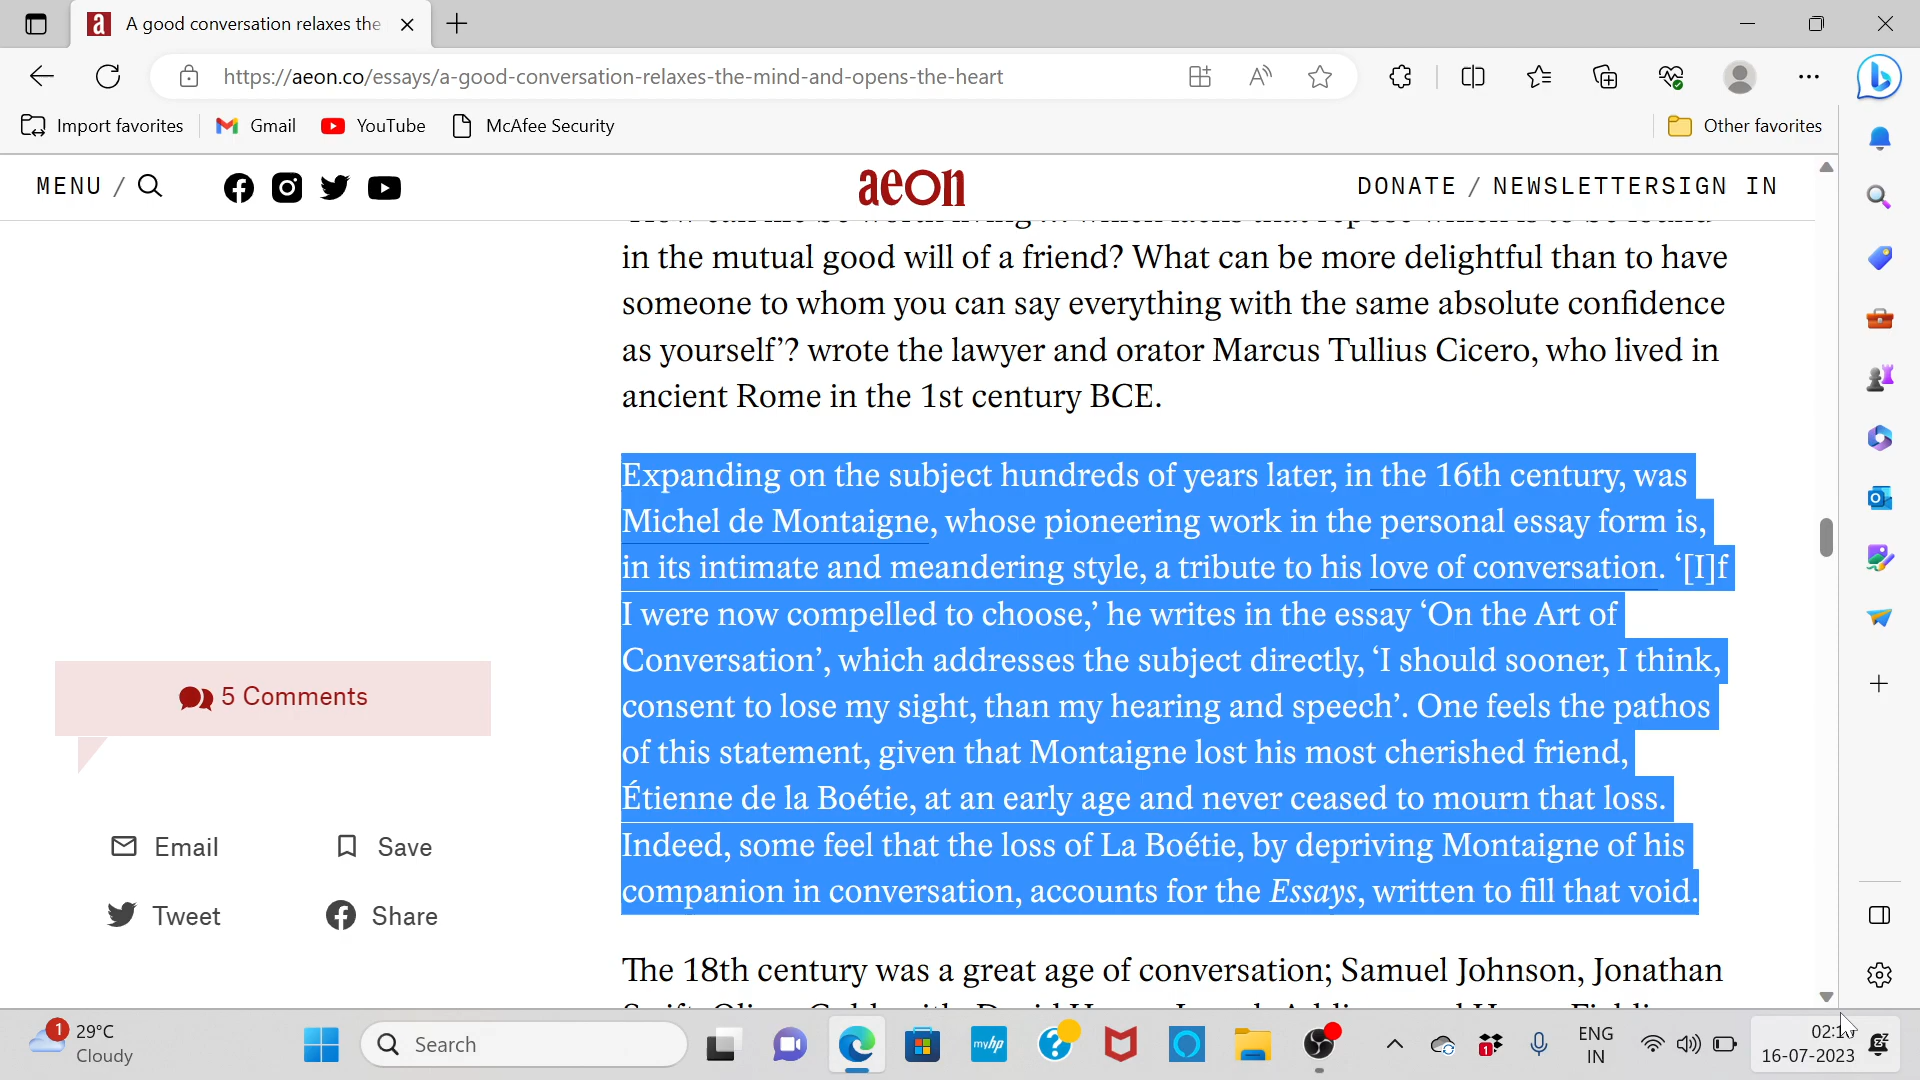 A good conversation relaxes the
https://aeon.co/essays/a-good-conversation-relaxes-the-mind-and-opens-the-heart
Import favorites
Gmail
YouTube
McAfee Security
Other favorites
MENU /
aeon
DONATE / NEWSLETTERSIGN IN
in the mutual good will of a friend? What can be more delightful than to have
someone to whom you can say everything with the same absolute confidence
as yourself’? wrote the lawyer and orator Marcus Tullius Cicero, who lived in
ancient Rome in the 1st century BCE.
Expanding on the subject hundreds of years later, in the 16th century, was
Michel de Montaigne, whose pioneering work in the personal essay form is,
in its intimate and meandering style, a tribute to his love of conversation. ‘[I]f
I were now compelled to choose,’ he writes in the essay ‘On the Art of
Conversation’, which addresses the subject directly, ‘I should sooner, I think,
consent to lose my sight, than my hearing and speech’. One feels the pathos
of this statement, given that Montaigne lost his most cherished friend,
Étienne de la Boétie, at an early age and never ceased to mourn that loss.
Indeed, some feel that the loss of La Boétie, by depriving Montaigne of his
companion in conversation, accounts for the Essays, written to fill that void.
The 18th century was a great age of conversation; Samuel Johnson, Jonathan
5 Comments
Email
Save
Tweet
Share
1
29°C
Cloudy
Search
myhp
1
ENG
IN
16-07-2023